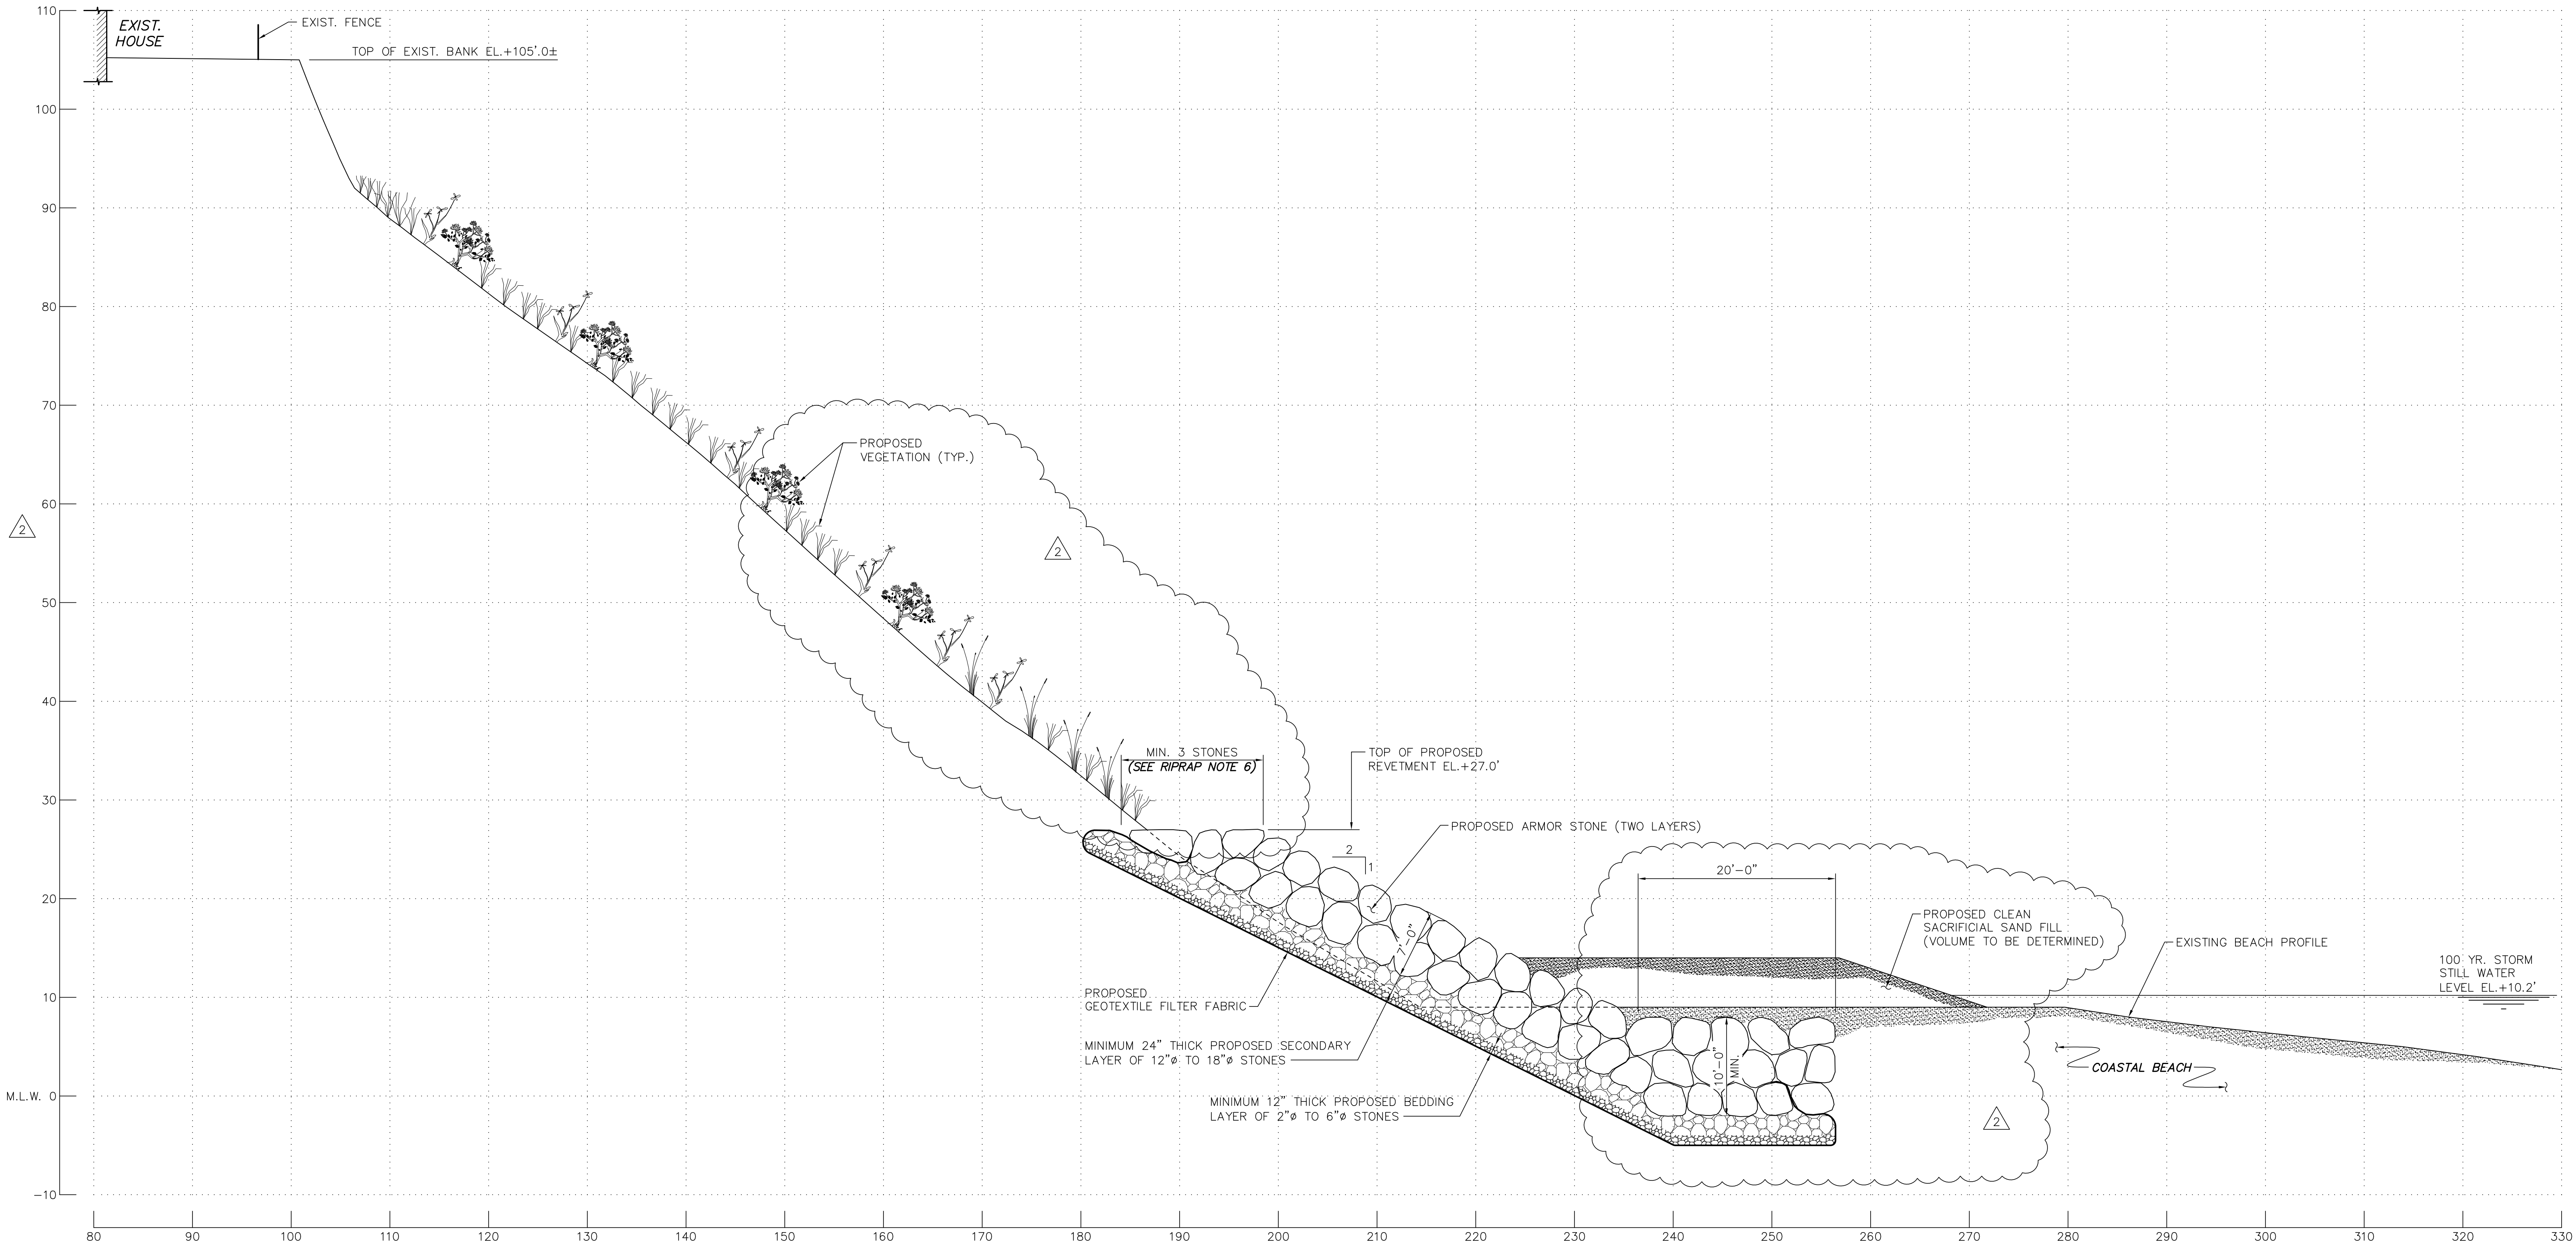 110
100
90
80
70
60
50
40
30
20
10
M.L.W. 0
-10
EXIST.
HOUSE
EXIST. FENCE
TOP OF EXIST. BANK EL.+105'.0±
PROPOSED
VEGETATION (TYP.)
2
2
MIN. 3 STONES
(SEE RIPRAP NOTE 6)
TOP OF PROPOSED
REVETMENT EL.+27.0'
PROPOSED ARMOR STONE (TWO LAYERS)
2
1
7'-0"
20'-0"
PROPOSED CLEAN
SACRIFICIAL SAND FILL
(VOLUME TO BE DETERMINED)
EXISTING BEACH PROFILE
100 YR. STORM
STILL WATER
LEVEL EL.+10.2'
PROPOSED
GEOTEXTILE FILTER FABRIC
MINIMUM 24" THICK PROPOSED SECONDARY
LAYER OF 12"ø TO 18"ø STONES
10'-0"
MIN.
COASTAL BEACH
MINIMUM 12" THICK PROPOSED BEDDING
LAYER OF 2"ø TO 6"ø STONES
2
80 90 100 110 120 130 140 150 160 170 180 190 200 210 220 230 240 250 260 270 280 290 300 310 320 330